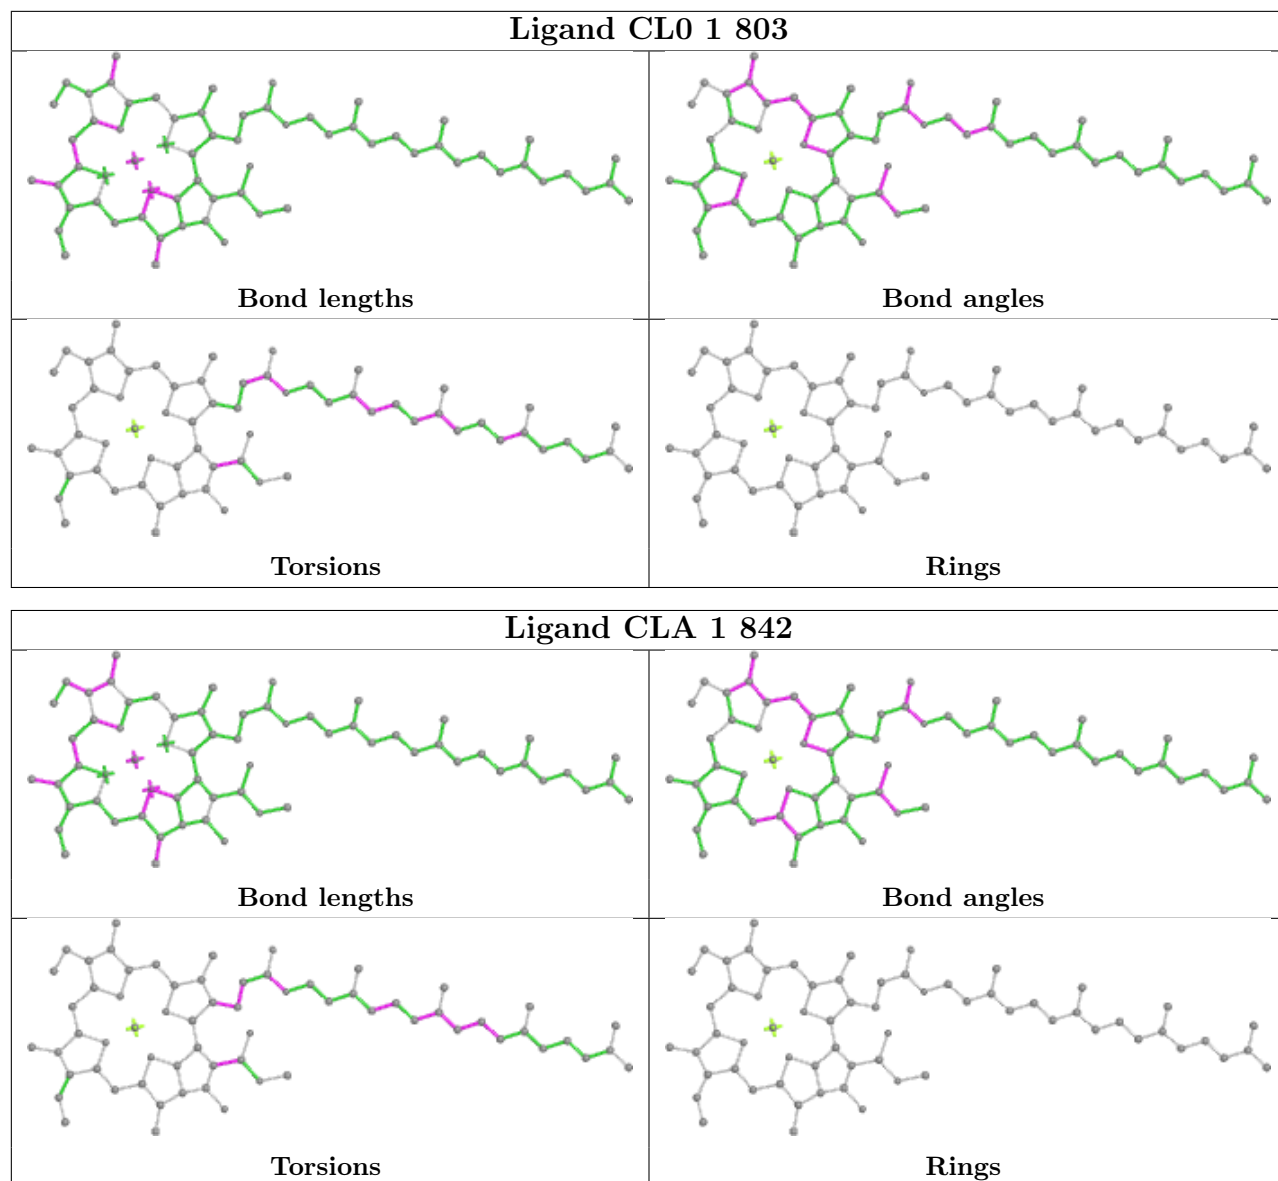 Ligand CL0 1 803
Bond lengths
Bond angles
Torsions
Rings
Ligand CLA 1 842
Bond lengths
Bond angles
Torsions
Rings